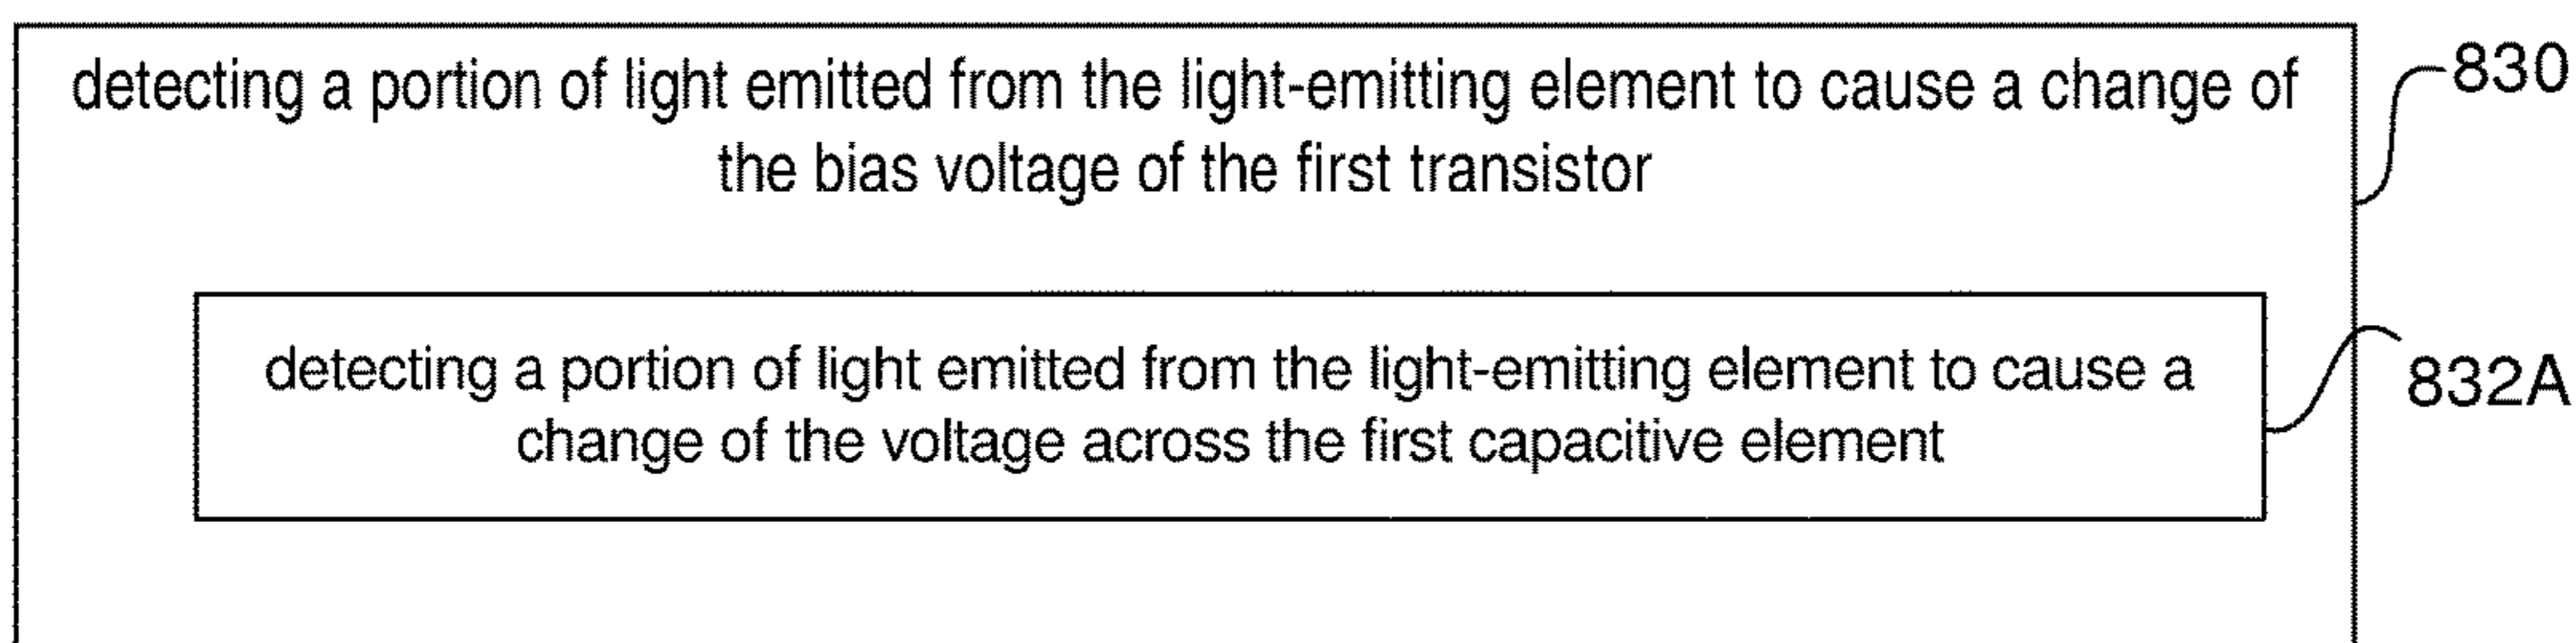 detecting a portion of light emitted from the light-emitting element to cause a change of
the bias voltage of the first transistor
830
detecting a portion of light emitted from the light-emitting element to cause a
change of the voltage across the first capacitive element
832A